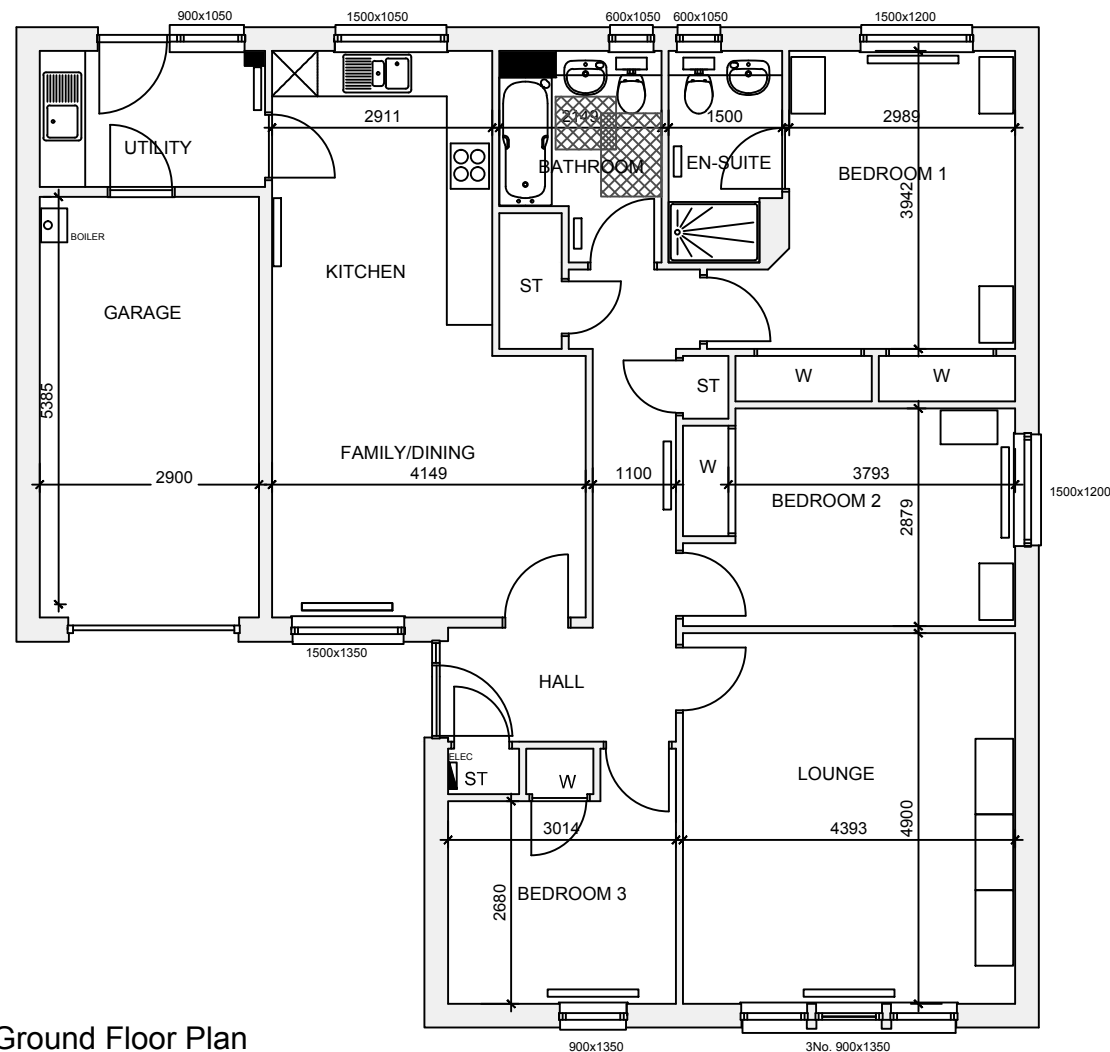 900x1050
1500x1050
600x1050
600x1050
1500x1200
2911
2149
1500
2989
UTILITY
BATHROOM
EN-SUITE
BEDROOM 1
3942
BOILER
KITCHEN
ST
GARAGE
5385
W
W
ST
FAMILY/DINING
W
2900
4149
1100
3793
1500x1200
BEDROOM 2
2879
1500x1350
HALL
ELEC
ST
W
LOUNGE
3014
4393
4900
BEDROOM 3
2680
Ground Floor Plan
900x1350
3No. 900x1350